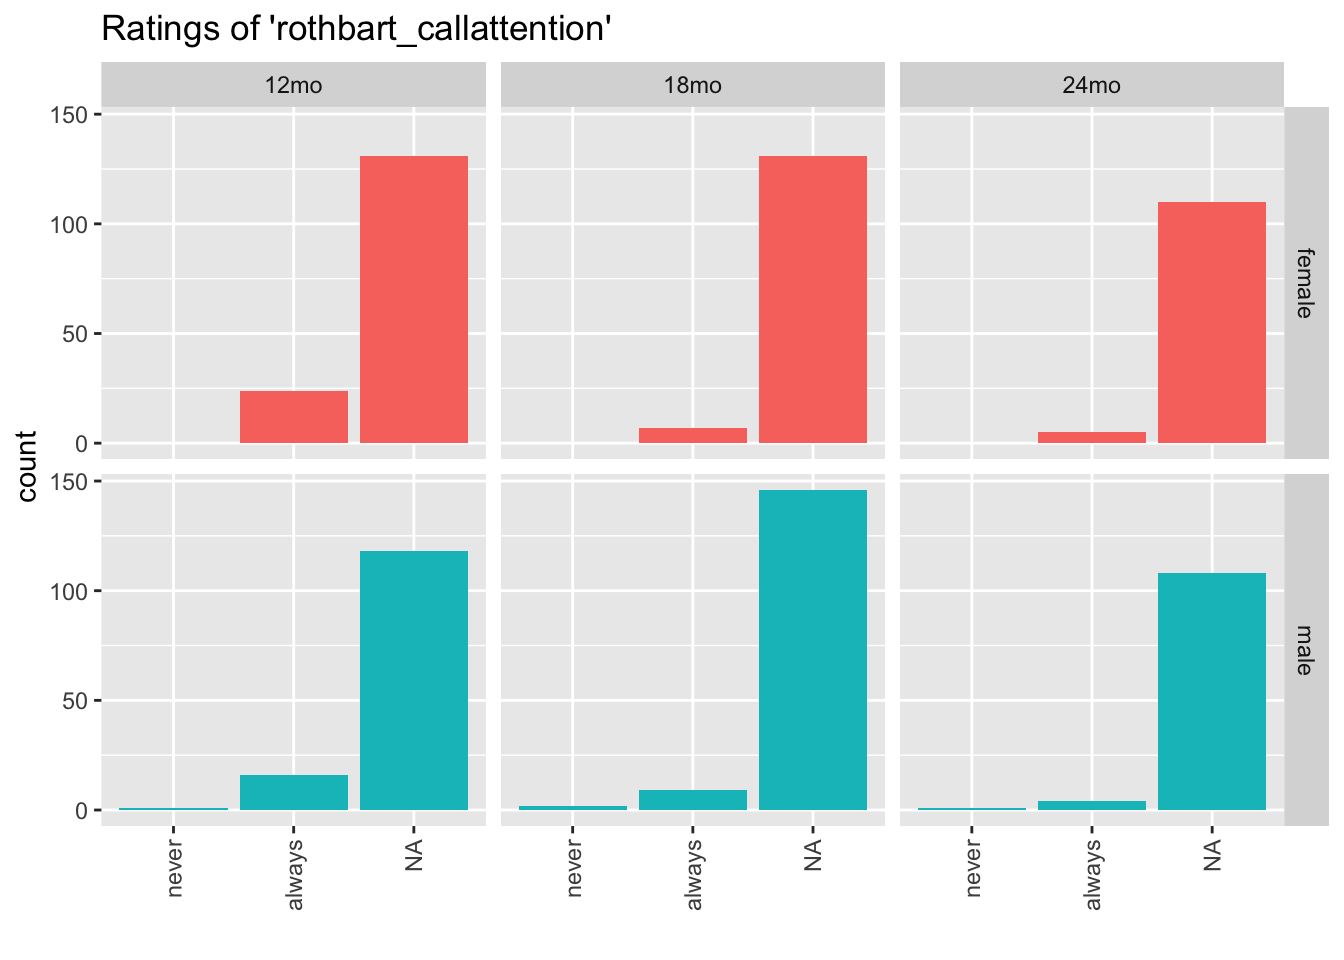 Ratings of 'rothbart_callattention'
12mo
18mo
24mo
150
100
50
0
female
count
150
100
50
0
male
never
always
NA
never
always
NA
never
always
NA